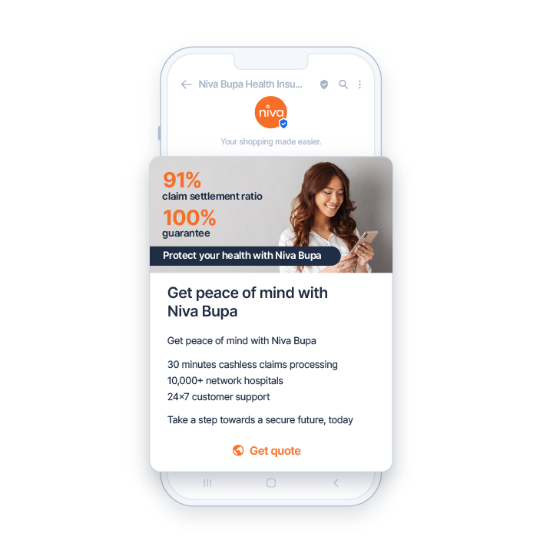 Niva Bupa Health Insu...
niva
Your shopping made easier.
91%
claim settlement ratio
100%
guarantee
Protect your health with Niva Bupa
Get peace of mind with
Niva Bupa
Get peace of mind with Niva Bupa
30 minutes cashless claims processing
10,000+ network hospitals
24×7 customer support
Take a step towards a secure future, today
Get quote